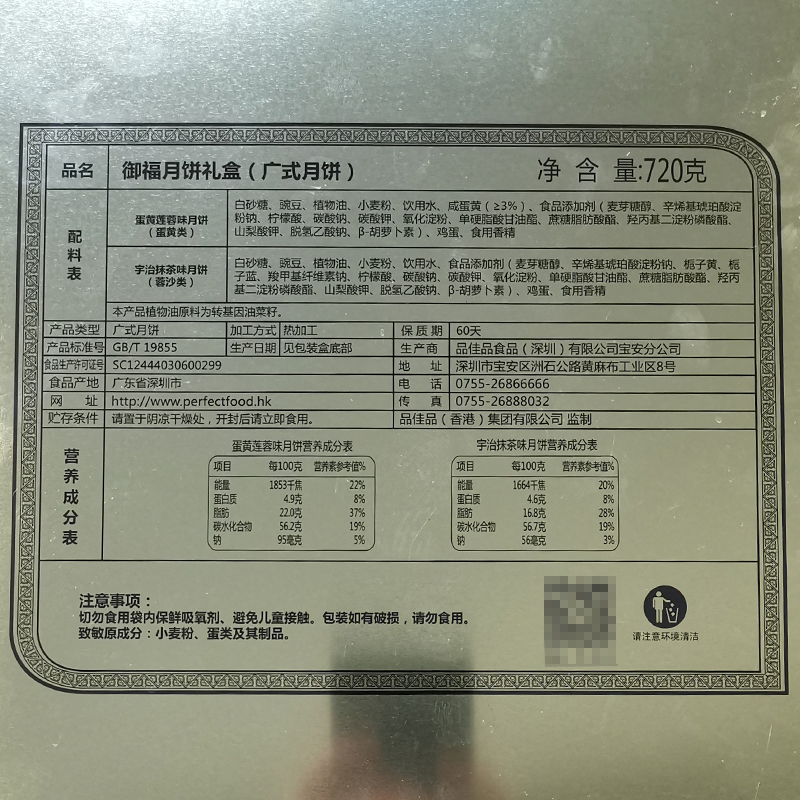 品名 御福月饼礼盒（广式月饼） 净含量:720克
配料表
蛋黄莲蓉味月饼（蛋黄类）
白砂糖、豌豆、植物油、小麦粉、饮用水、咸蛋黄（≥3%）、食品添加剂（麦芽糖醇、辛烯基琥珀酸淀
粉钠、柠檬酸、碳酸钠、碳酸钾、氧化淀粉、单硬脂酸甘油酯、蔗糖脂肪酸酯、羟丙基二淀粉磷酸酯、
山梨酸钾、脱氢乙酸钠、β-胡萝卜素）、鸡蛋、食用香精
宇治抹茶味月饼（蓉沙类）
白砂糖、豌豆、植物油、小麦粉、饮用水、食品添加剂（麦芽糖醇、辛烯基琥珀酸淀粉钠、栀子黄、栀
子蓝、羧甲基纤维素钠、柠檬酸、碳酸钠、碳酸钾、氧化淀粉、单硬脂酸甘油酯、蔗糖脂肪酸酯、羟丙
基二淀粉磷酸酯、山梨酸钾、脱氢乙酸钠、β-胡萝卜素）、鸡蛋、食用香精
本产品植物油原料为转基因油菜籽。
产品类型 广式月饼 加工方式 热加工 保质期 60天
产品标准号 GB/T 19855 生产日期 见包装盒底部 生产商 品佳品食品（深圳）有限公司宝安分公司
食品生产许可证号 SC12444030600299 地址 深圳市宝安区洲石公路黄麻布工业区8号
食品产地 广东省深圳市 电话 0755-26866666
网址 http://www.perfectfood.hk 传真 0755-26888032
贮存条件 请置于阴凉干燥处，开封后请立即食用。 品佳品（香港）集团有限公司 监制
营养成分表
蛋黄莲蓉味月饼营养成分表
项目 每100克 营养素参考值%
能量 1853千焦 22%
蛋白质 4.9克 8%
脂肪 22.0克 37%
碳水化合物 56.2克 19%
钠 95毫克 5%
宇治抹茶味月饼营养成分表
项目 每100克 营养素参考值%
能量 1664千焦 20%
蛋白质 4.6克 8%
脂肪 16.8克 28%
碳水化合物 56.7克 19%
钠 56毫克 3%
注意事项：
切勿食用袋内保鲜吸氧剂、避免儿童接触。包装如有破损，请勿食用。
致敏原成分：小麦粉、蛋类及其制品。
请注意环境清洁